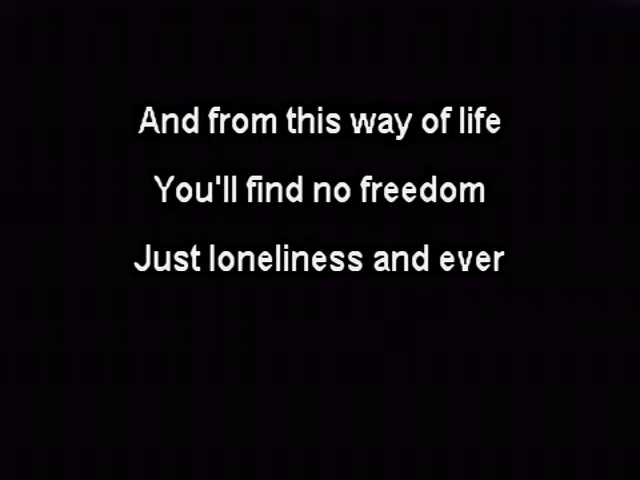 And from this way of life
You'll find no freedom
Just loneliness and ever